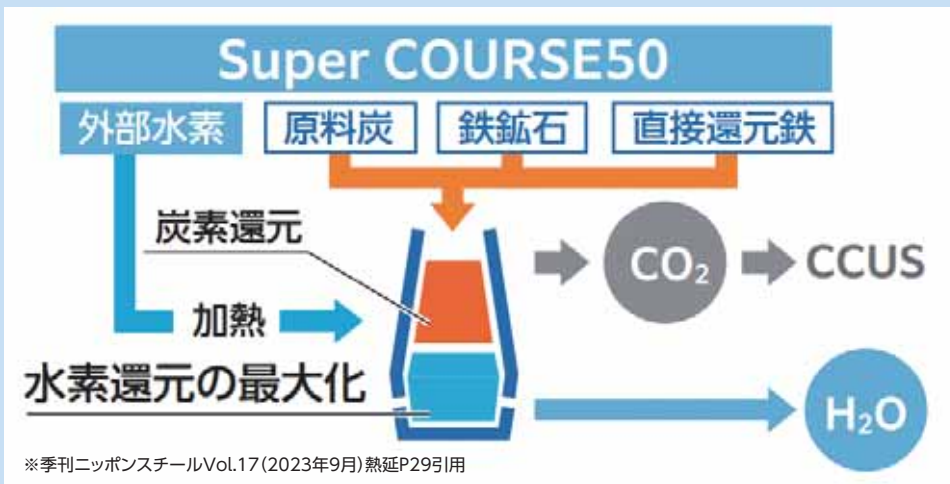 Super COURSE50
外部水素 原料炭 鉄鉱石 直接還元鉄
炭素還元
CO₂ CCUS
加熱
水素還元の最大化
H₂O
※季刊ニッポンスチールVol.17(2023年9月)熱延P29引用